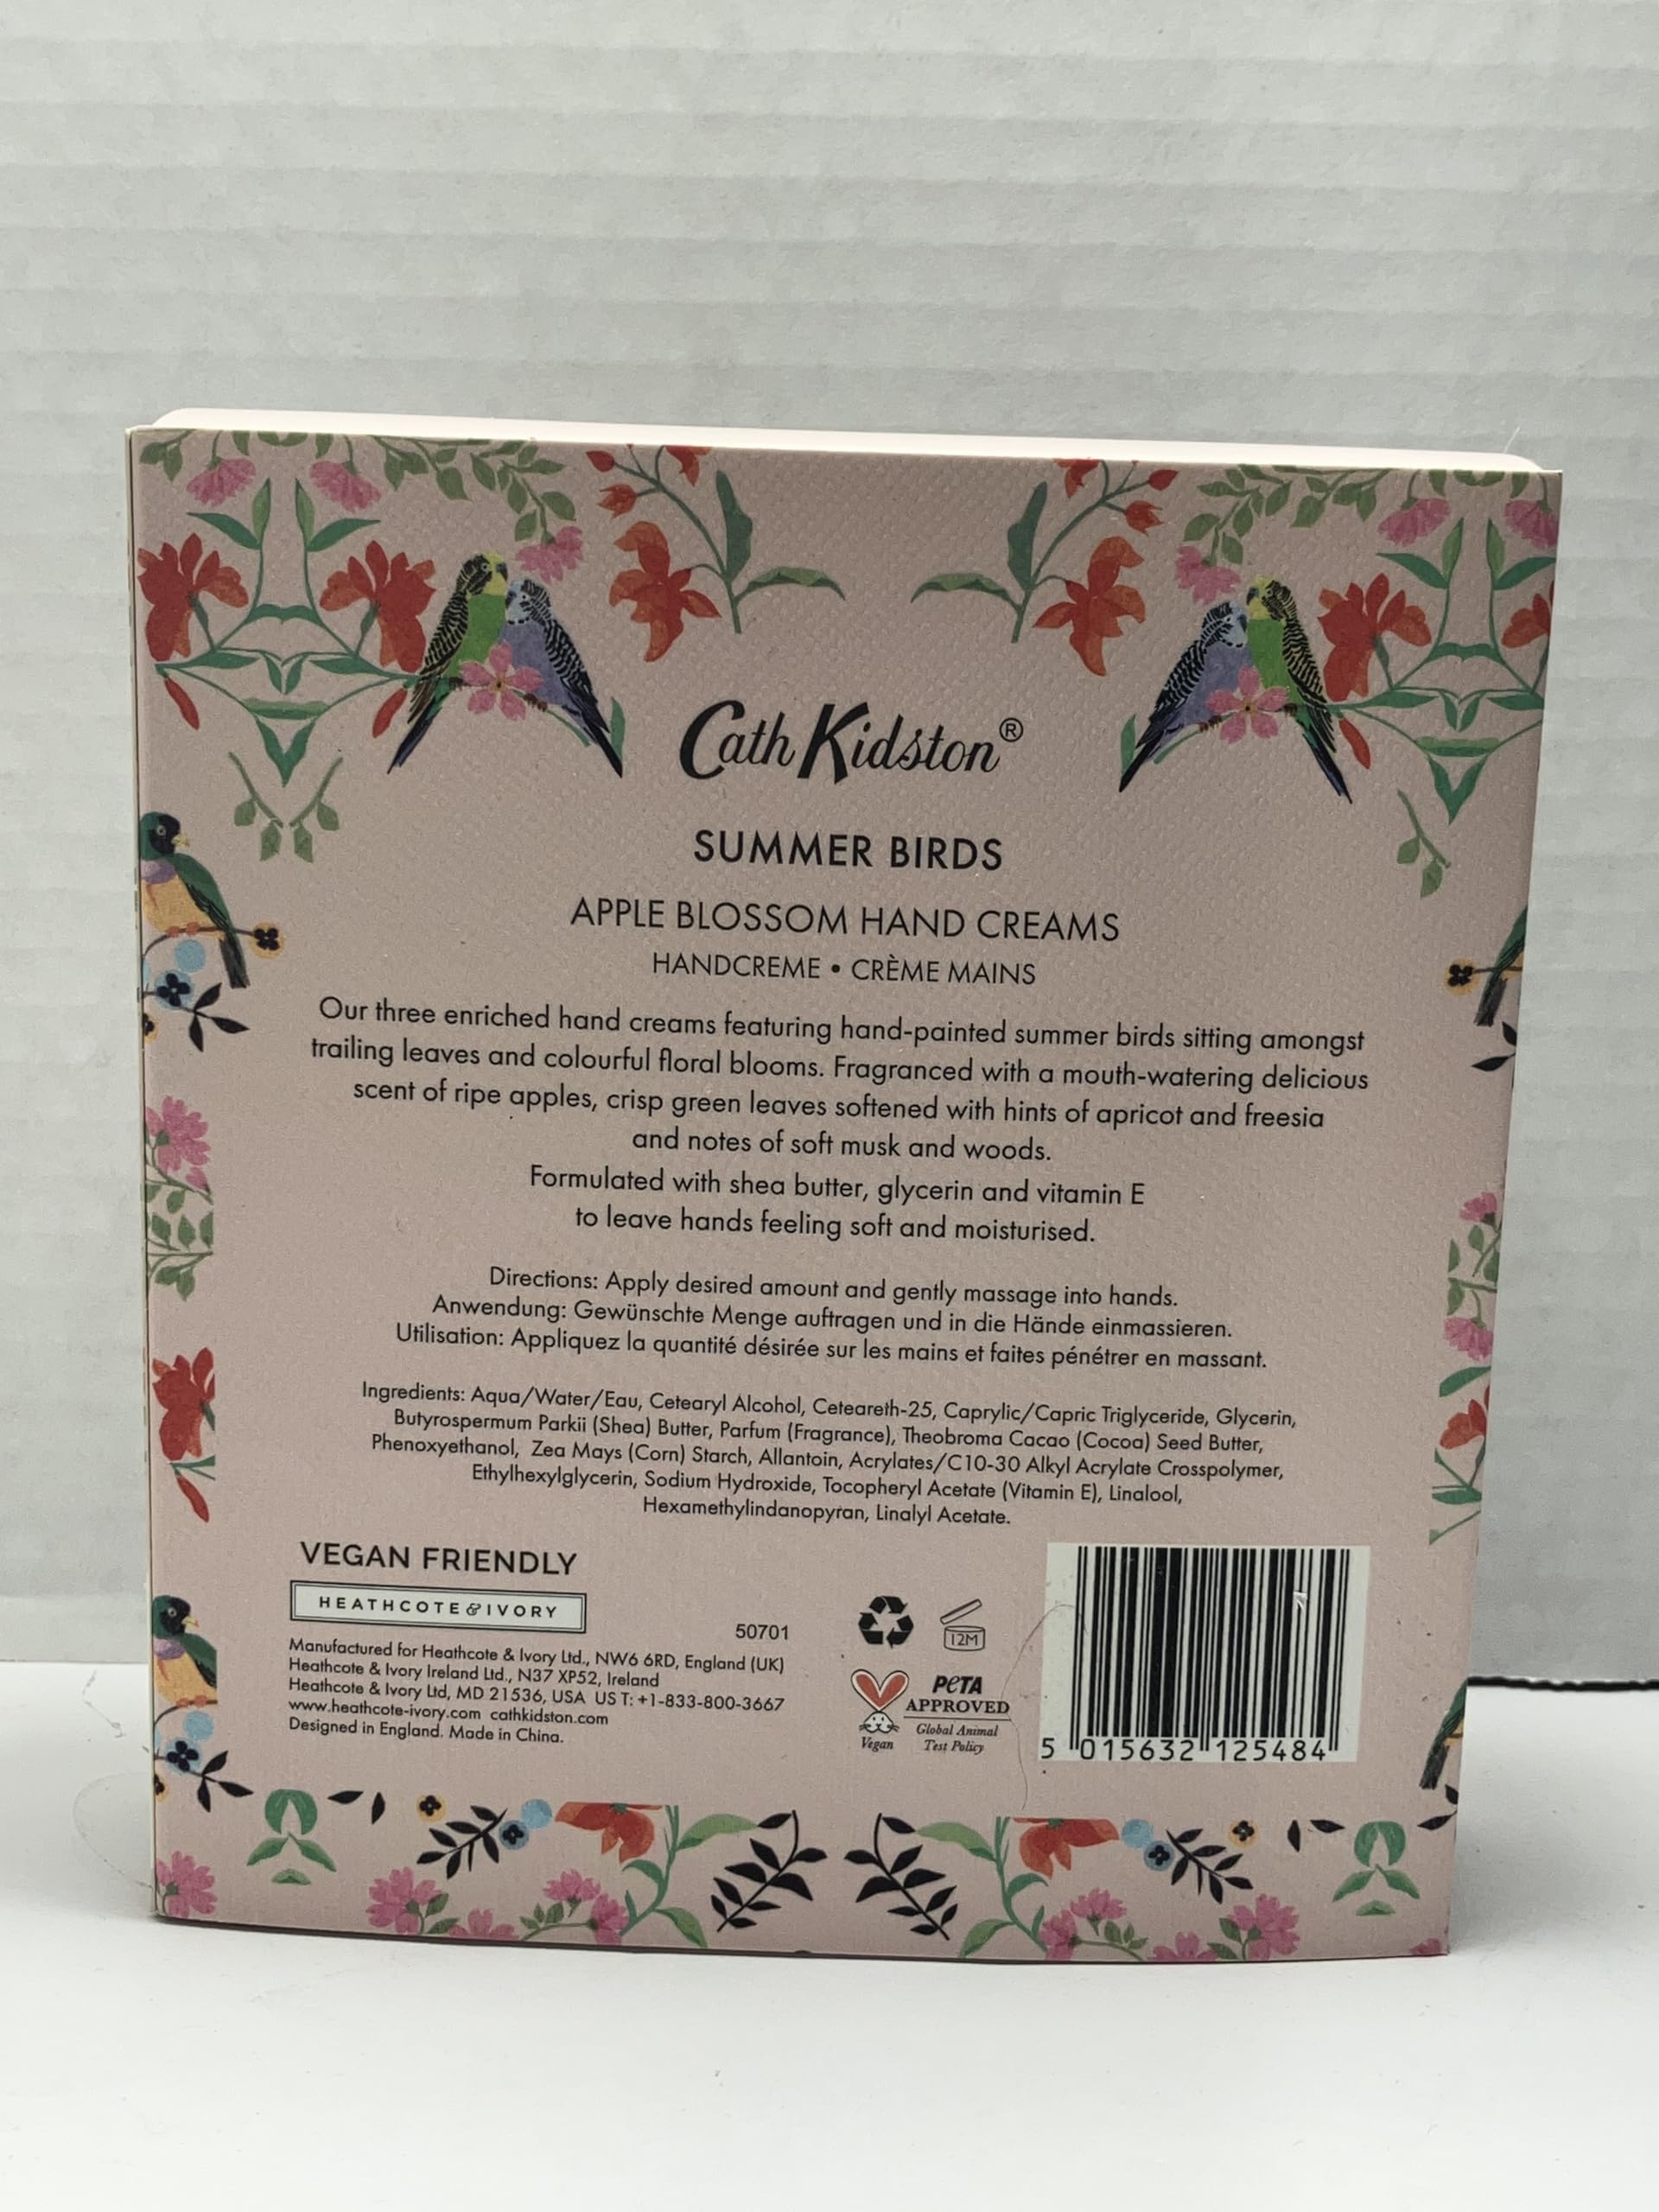 Cath Kidston®
SUMMER BIRDS
APPLE BLOSSOM HAND CREAMS
HANDCREME • CRÈME MAINS
Our three enriched hand creams featuring hand-painted summer birds sitting amongst
trailing leaves and colourful floral blooms. Fragranced with a mouth-watering delicious
scent of ripe apples, crisp green leaves softened with hints of apricot and freesia
and notes of soft musk and woods.
Formulated with shea butter, glycerin and vitamin E
to leave hands feeling soft and moisturised.
Directions: Apply desired amount and gently massage into hands.
Anwendung: Gewünschte Menge auftragen und in die Hände einmassieren.
Utilisation: Appliquez la quantité désirée sur les mains et faites pénétrer en massant.
Ingredients: Aqua/Water/Eau, Cetearyl Alcohol, Ceteareth-25, Caprylic/Capric Triglyceride, Glycerin,
Butyrospermum Parkii (Shea) Butter, Parfum (Fragrance), Theobroma Cacao (Cocoa) Seed Butter,
Phenoxyethanol, Zea Mays (Corn) Starch, Allantoin, Acrylates/C10-30 Alkyl Acrylate Crosspolymer,
Ethylhexylglycerin, Sodium Hydroxide, Tocopheryl Acetate (Vitamin E), Linalool,
Hexamethylindanopyran, Linalyl Acetate.
VEGAN FRIENDLY
HEATHCOTE & IVORY
50701
Manufactured for Heathcote & Ivory Ltd., NW6 6RD, England (UK)
Heathcote & Ivory Ireland Ltd., N37 XP52, Ireland
Heathcote & Ivory Ltd, MD 21536, USA US T: +1-833-800-3667
www.heathcote-ivory.com cathkidston.com
Designed in England. Made in China.
12M
PETA
APPROVED
Global Animal
Test Policy
Vegan
5 015632 125484